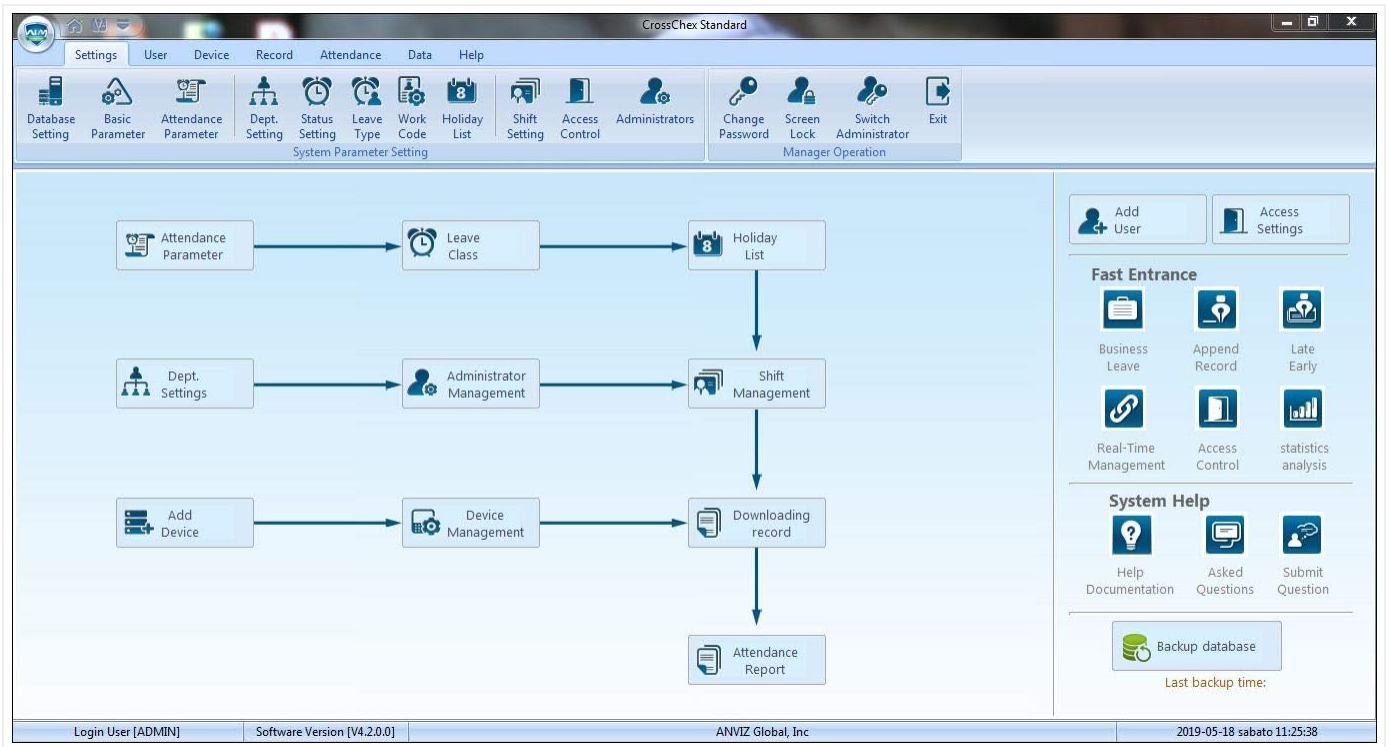 CrossChex Standard
Settings User Device Record Attendance Data Help
Database Setting
Basic Parameter
Attendance Parameter
Dept. Setting
Status Setting
Leave Type
Work Code
Holiday List
Shift Setting
Access Control
Administrators
Change Password
Screen Lock
Switch Administrator
Exit
System Parameter Setting
Manager Operation
Attendance
Parameter
Leave
Class
8
Holiday
List
Dept.
Settings
Administrator
Management
Shift
Management
Add
Device
Device
Management
Downloading
record
Attendance
Report
Add
User
Access
Settings
Fast Entrance
Business
Leave
Append
Record
Late
Early
Real-Time
Management
Access
Control
statistics
analysis
System Help
Help
Documentation
Asked
Questions
Submit
Question
Backup database
Last backup time:
Login User [ADMIN]
Software Version [V4.2.0.0]
ANVIZ Global, Inc
2019-05-18 sabato 11:25:38